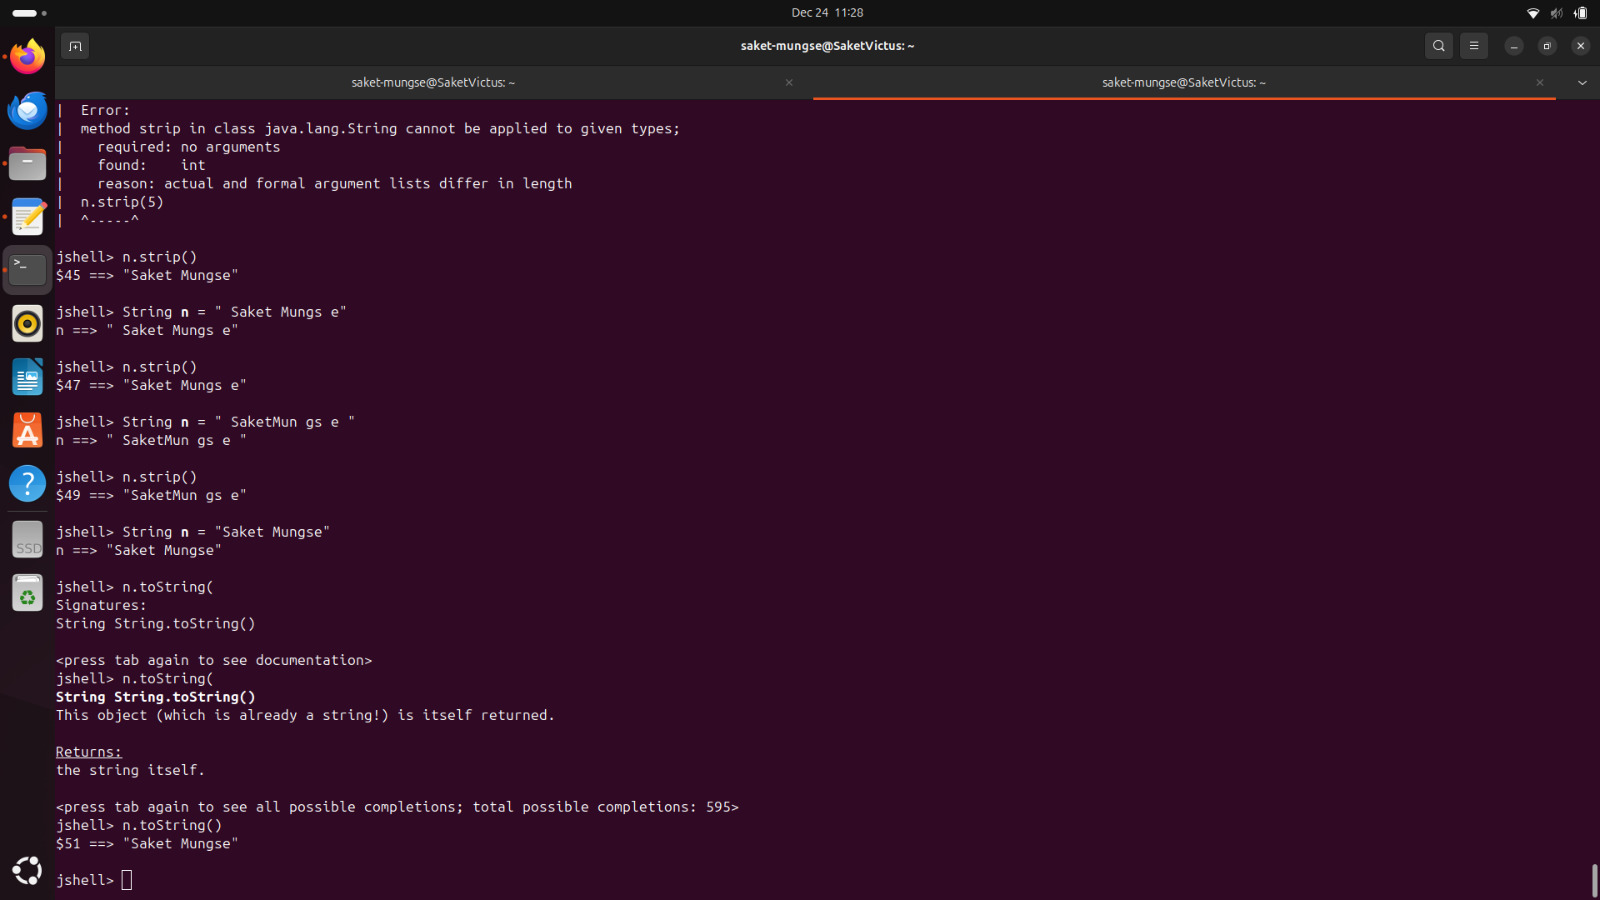 Dec 24 11:28
saket-mungse@SaketVictus: ~
saket-mungse@SaketVictus: ~
saket-mungse@SaketVictus: ~
| Error:
| method strip in class java.lang.String cannot be applied to given types;
|   required: no arguments
|   found:    int
|   reason: actual and formal argument lists differ in length
| n.strip(5)
| ^-----^
jshell> n.strip()
$45 ==> "Saket Mungse"
jshell> String n = " Saket Mungs e"
n ==> " Saket Mungs e"
jshell> n.strip()
$47 ==> "Saket Mungs e"
jshell> String n = " SaketMun gs e "
n ==> " SaketMun gs e "
jshell> n.strip()
$49 ==> "SaketMun gs e"
jshell> String n = "Saket Mungse"
n ==> "Saket Mungse"
jshell> n.toString(
Signatures:
String String.toString()
<press tab again to see documentation>
jshell> n.toString(
String String.toString()
This object (which is already a string!) is itself returned.
Returns:
the string itself.
<press tab again to see all possible completions; total possible completions: 595>
jshell> n.toString()
$51 ==> "Saket Mungse"
jshell>
SSD